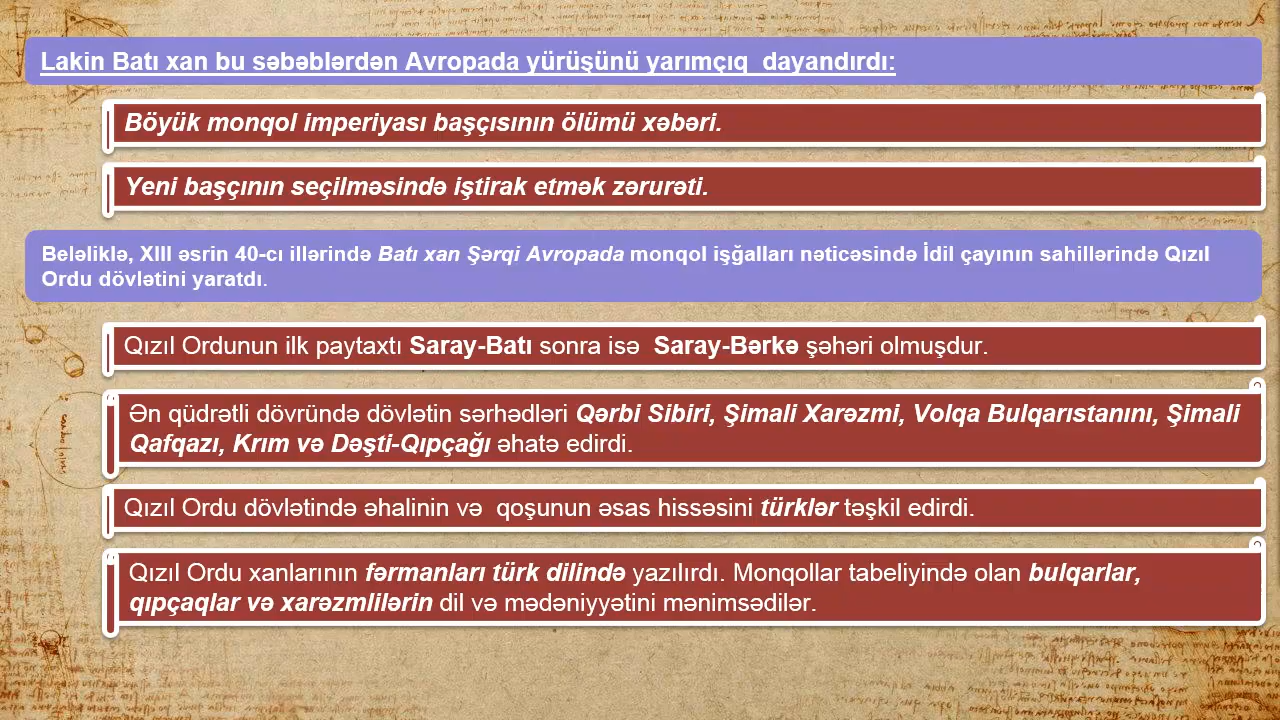 Lakin Batı xan bu səbəblərdən Avropada yürüşünü yarımçıq  dayandırdı:
Böyük monqol imperiyası başçısının ölümü xəbəri.
Yeni başçının seçilməsində iştirak etmək zərurəti.
Beləliklə, XIII əsrin 40-cı illərində Batı xan Şərqi Avropada monqol işğalları nəticəsində İdil çayının sahillərində Qızıl
Ordu dövlətini yaratdı.
Qızıl Ordunun ilk paytaxtı Saray-Batı sonra isə  Saray-Bərkə şəhəri olmuşdur.
Ən qüdrətli dövründə dövlətin sərhədləri Qərbi Sibiri, Şimali Xarəzmi, Volqa Bulqarıstanını, Şimali
Qafqazı, Krım və Dəşti-Qıpçağı əhatə edirdi.
Qızıl Ordu dövlətində əhalinin və  qoşunun əsas hissəsini türklər təşkil edirdi.
Qızıl Ordu xanlarının fərmanları türk dilində yazılırdı. Monqollar tabeliyində olan bulqarlar,
qıpçaqlar və xarəzmlilərin dil və mədəniyyətini mənimsədilər.